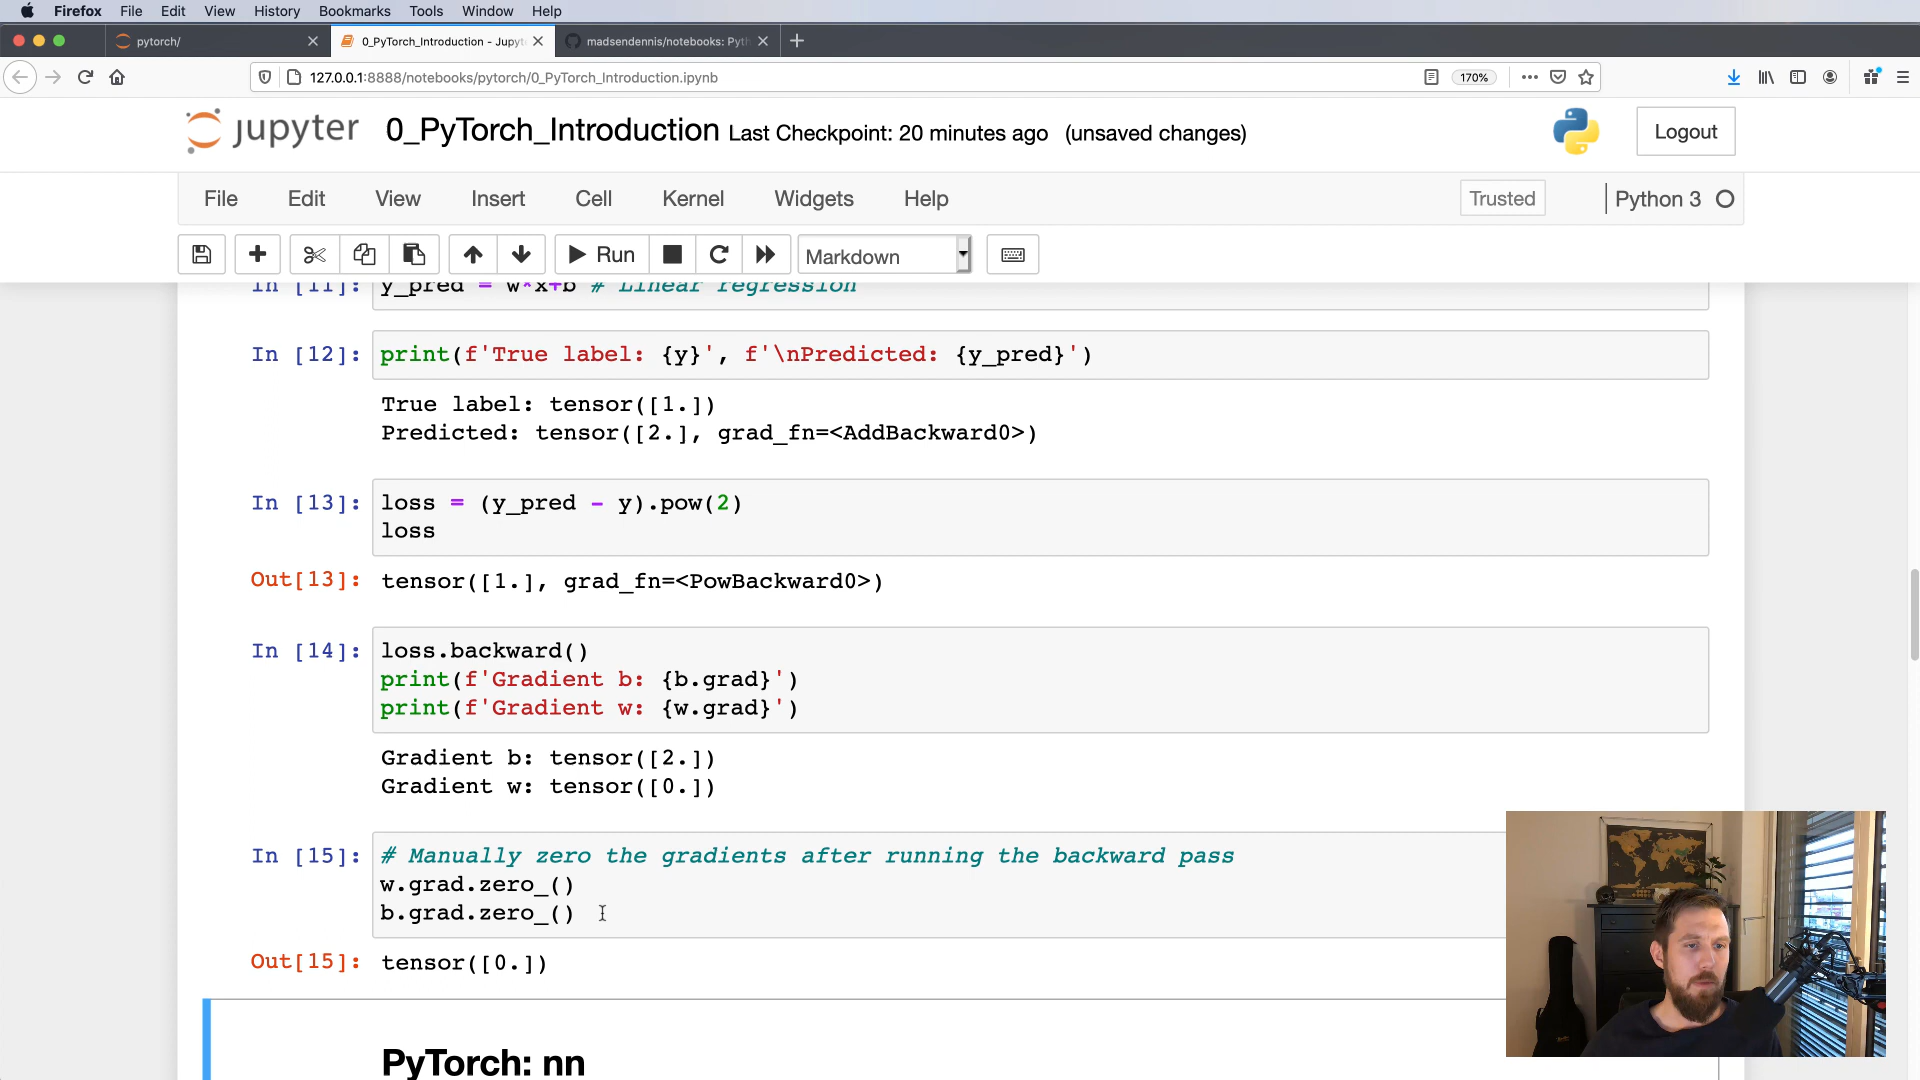 Firefox File Edit View History Bookmarks Tools Window Help
pytorch/
0_PyTorch_Introduction - Jupyt
madsendennis/notebooks: Pyt
127.0.0.1:8888/notebooks/pytorch/0_PyTorch_Introduction.ipynb
170%
jupyter 0_PyTorch_Introduction Last Checkpoint: 20 minutes ago (unsaved changes)
Logout
File Edit View Insert Cell Kernel Widgets Help
Trusted
Python 3
Run
Markdown
In [11]: y_pred = w*x+b # Linear regression
In [12]: print(f'True label: {y}', f'\nPredicted: {y_pred}')
True label: tensor([1.])
Predicted: tensor([2.], grad_fn=<AddBackward0>)
In [13]: loss = (y_pred - y).pow(2)
loss
Out[13]: tensor([1.], grad_fn=<PowBackward0>)
In [14]: loss.backward()
print(f'Gradient b: {b.grad}')
print(f'Gradient w: {w.grad}')
Gradient b: tensor([2.])
Gradient w: tensor([0.])
In [15]: # Manually zero the gradients after running the backward pass
w.grad.zero_()
b.grad.zero_()
Out[15]: tensor([0.])
PyTorch: nn